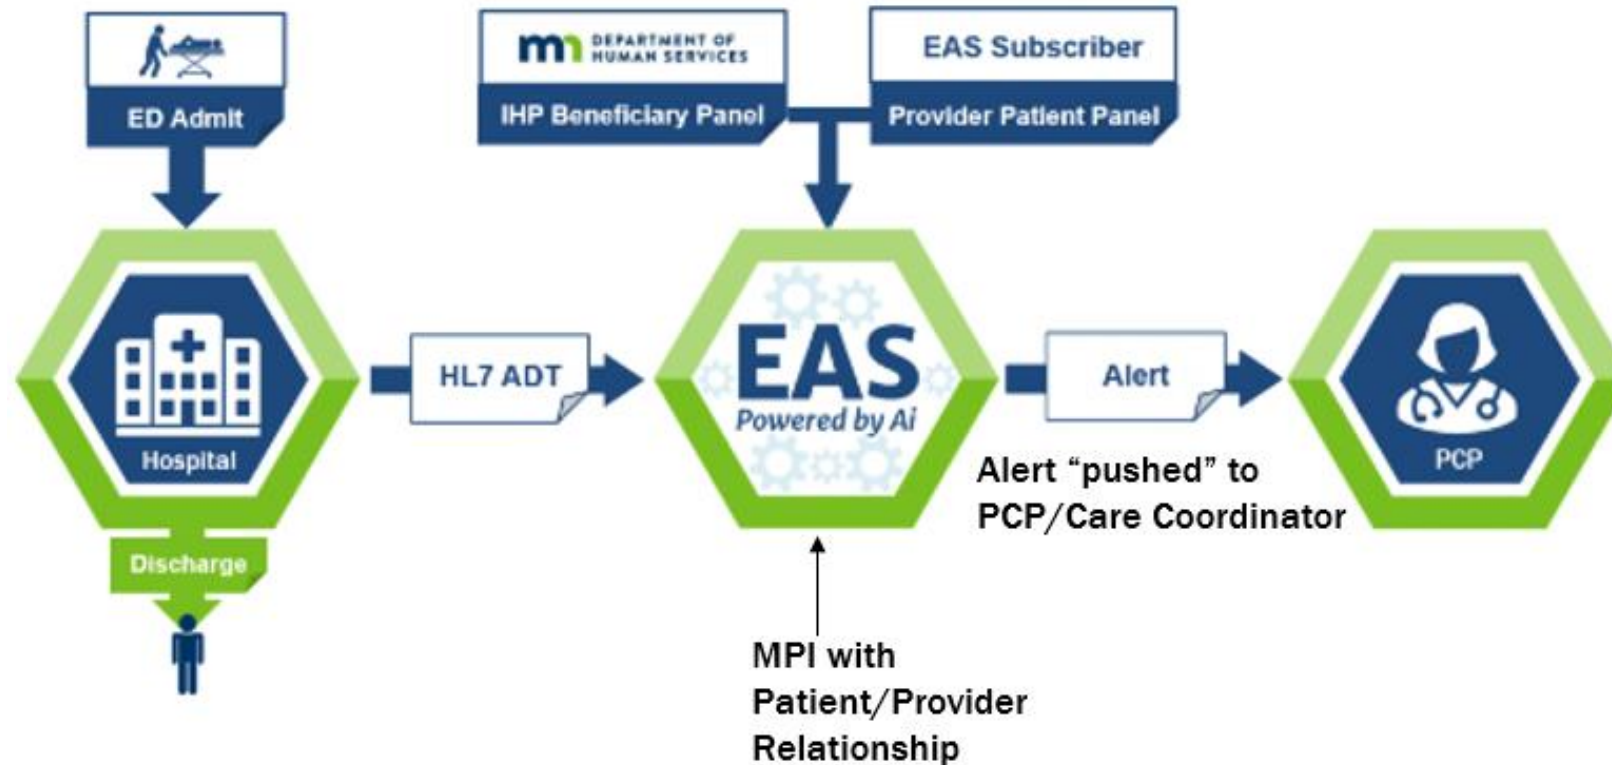 ED Admit
mn DEPARTMENT OF
HUMAN SERVICES
IHP Beneficiary Panel
EAS Subscriber
Provider Patient Panel
Hospital
HL7 ADT
EAS
Powered by Ai
Alert
PCP
Alert “pushed” to
PCP/Care Coordinator
Discharge
MPI with
Patient/Provider
Relationship